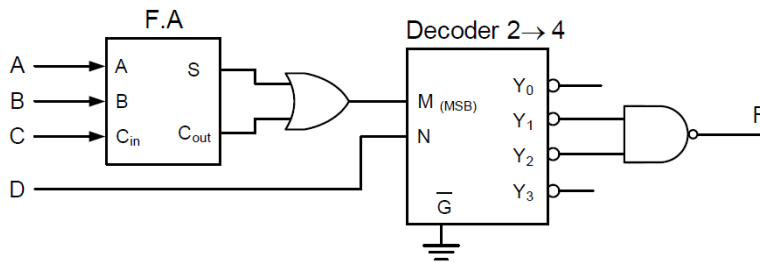 F.A
Decoder 2→4
A
A
S
B
B
M (MSB)
C
Cin
Cout
N
D
G̅
Y0
Y1
Y2
Y3
F